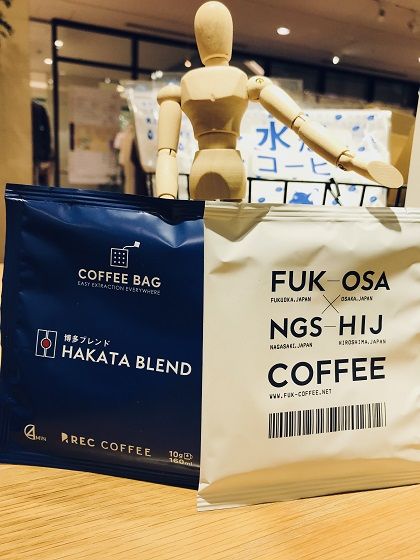 水
コーヒ
COFFEE BAG
EASY EXTRACTION EVERYWHERE
博多ブレンド
HAKATA BLEND
4MIN
REC COFFEE
10g
160ml
FUK-OSA
FUKUOKA.JAPAN OSAKA.JAPAN
NGS-HIJ
NAGASAKI.JAPAN HIROSHIMA.JAPAN
COFFEE
WWW.FUK-COFFEE.NET